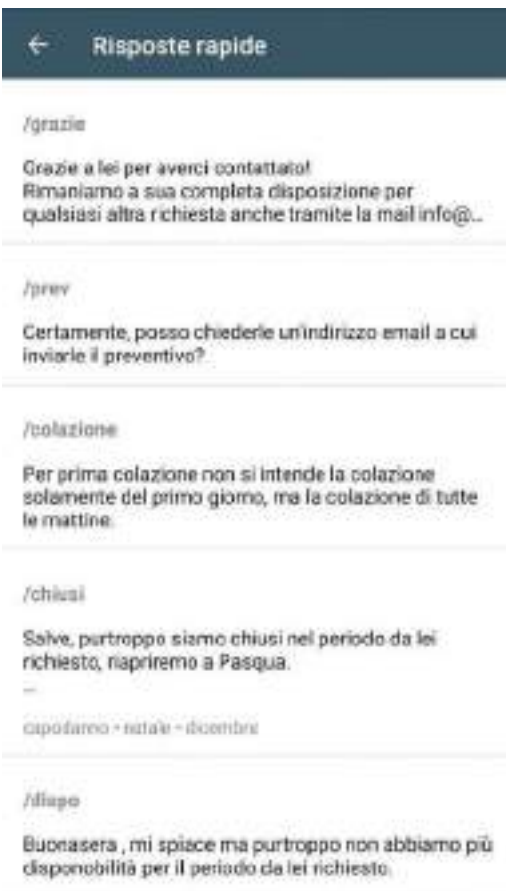 Risposte rapide
/grazie
Grazie a lei per averci contattato!
Rimaniamo a sua completa disposizione per
qualsiasi altra richiesta anche tramite la mail info@...
/prev
Certamente, posso chiederle un'indirizzo email a cui
inviarle il preventivo?
/colazione
Per prima colazione non si intende la colazione
solamente del primo giorno, ma la colazione di tutte
le mattine.
/chiusi
Salve, purtroppo siamo chiusi nel periodo da lei
richiesto, riapriremo a Pasqua.
...
capodanno • natale • dicembre
/dispo
Buonasera , mi spiace ma purtroppo non abbiamo più
disponobilità per il periodo da lei richiesto.